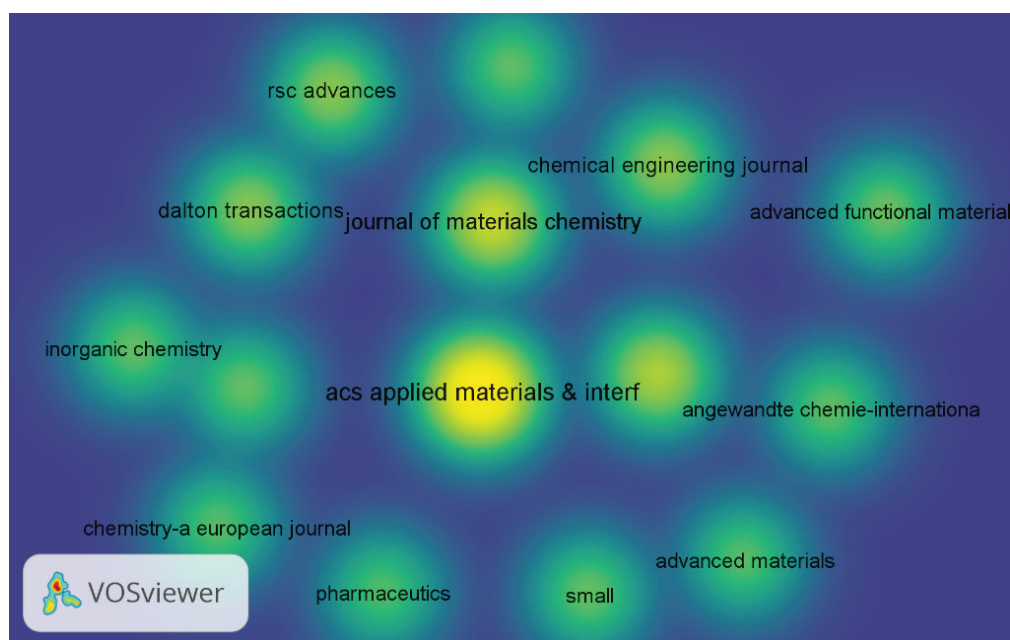 rsc advances
chemical engineering journal
dalton transactions
journal of materials chemistry
advanced functional material
inorganic chemistry
acs applied materials & interf
angewandte chemie-internationa
chemistry-a european journal
advanced materials
pharmaceutics
small
VOSviewer